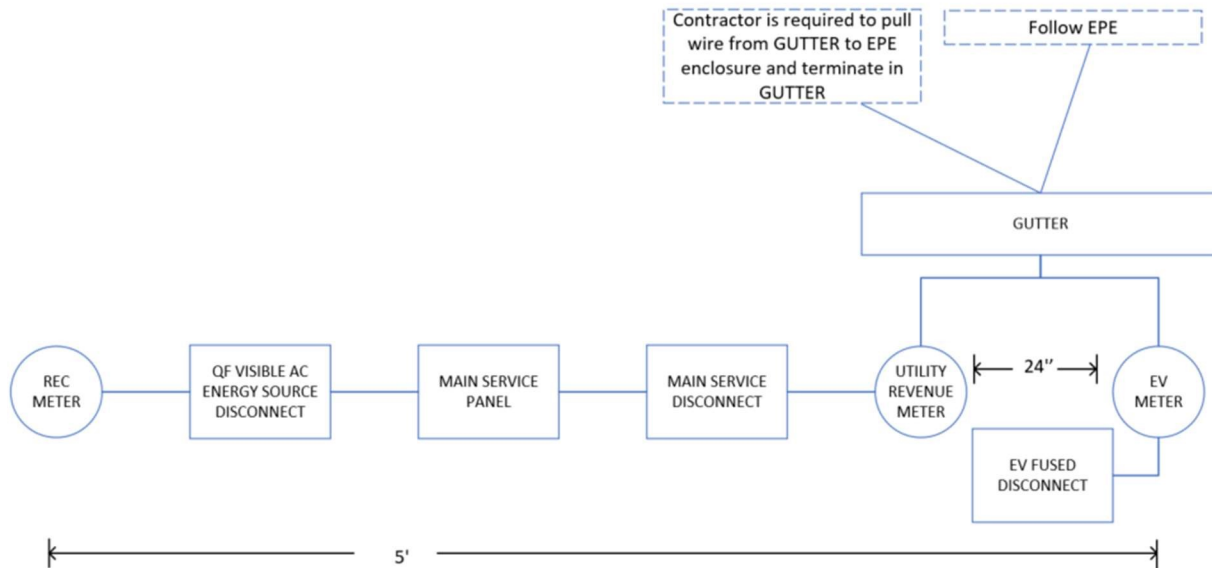 Contractor is required to pull
wire from GUTTER to EPE
enclosure and terminate in
GUTTER
Follow EPE
GUTTER
REC
METER
QF VISIBLE AC
ENERGY SOURCE
DISCONNECT
MAIN SERVICE
PANEL
MAIN SERVICE
DISCONNECT
UTILITY
REVENUE
METER
24”
EV
METER
EV FUSED
DISCONNECT
5'